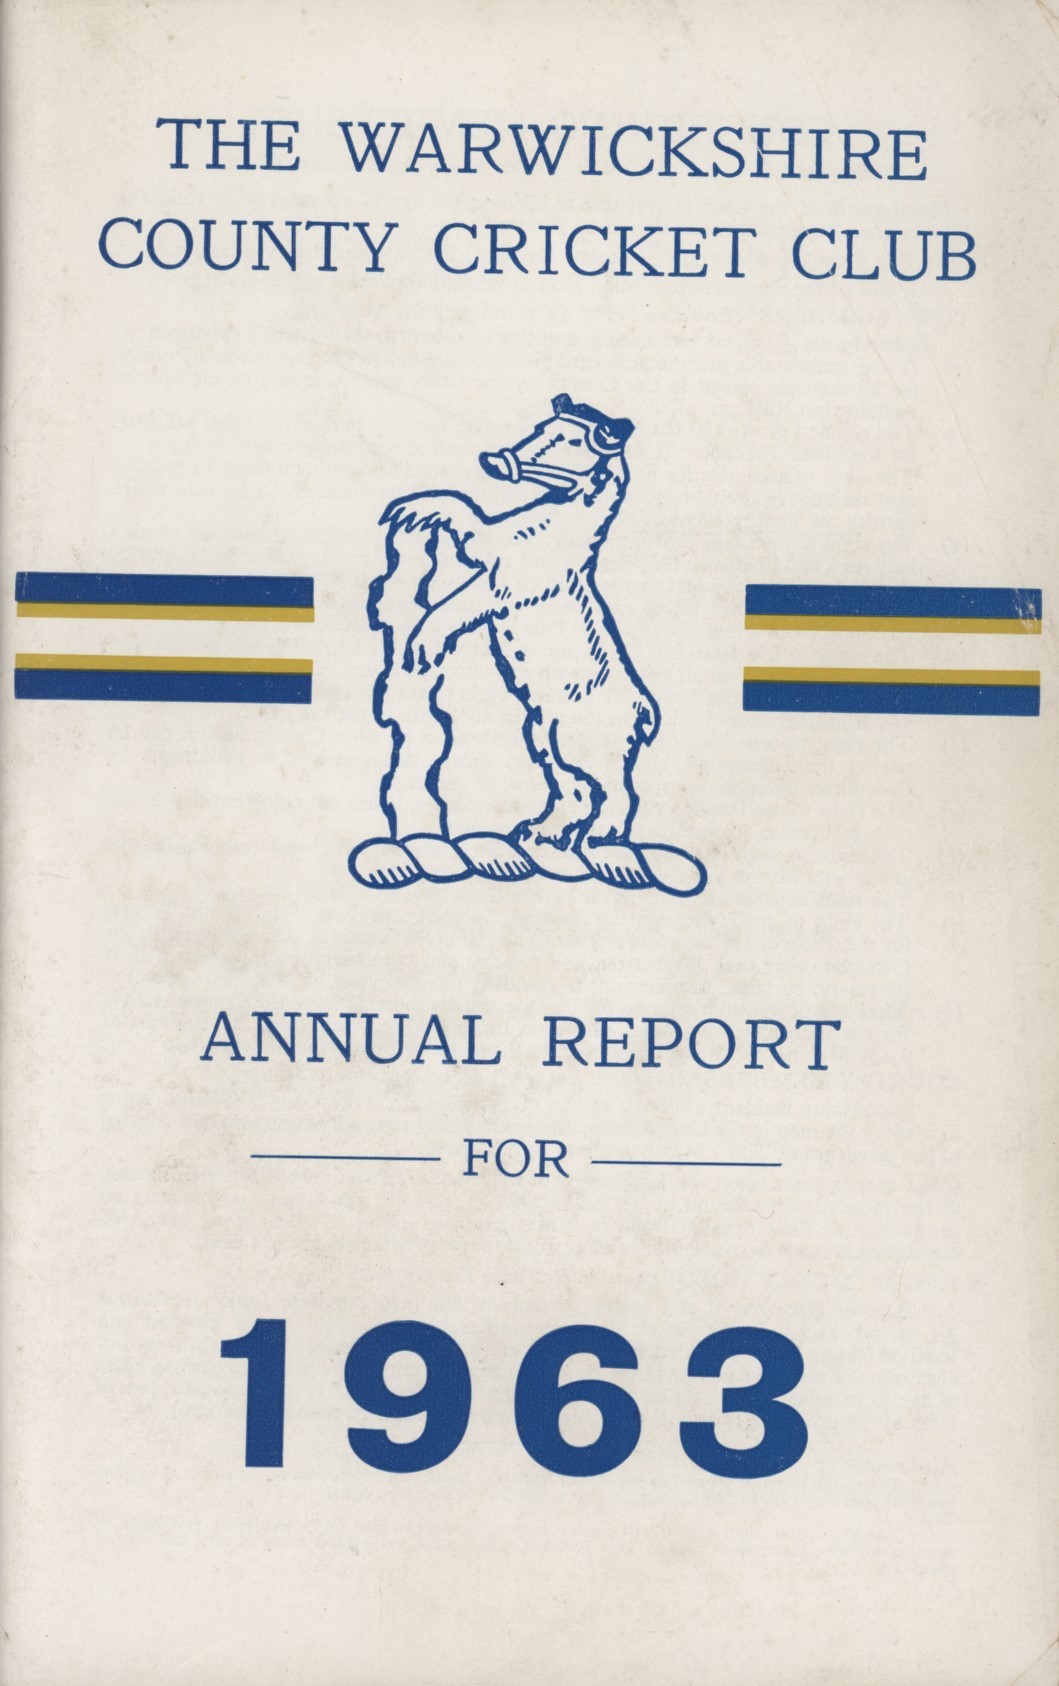 THE WARWICKSHIRE
COUNTY CRICKET CLUB
ANNUAL REPORT
FOR
1963